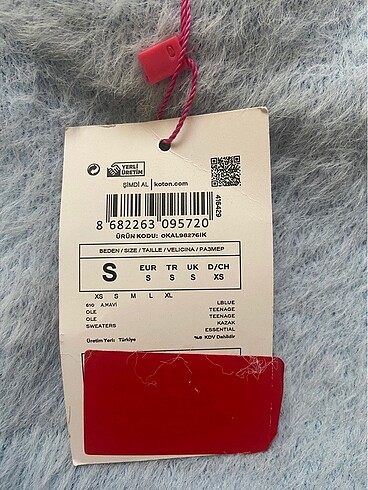 YERLİ
ÜRETİM
ŞİMDİ AL | koton.com
416429
8 682263 095720
ÜRÜN KODU: 0KAL98276IK
BEDEN / SIZE / TAILLE / VELICINA / РАЗМЕР
S EUR TR UK D/CH
S S S XS
XS S M L XL
610 A.MAVİ LBLUE
OLE TEENAGE
OLE TEENAGE
SWEATERS KAZAK
ESSENTIAL
Üretim Yeri: Türkiye %8 KDV Dahildir